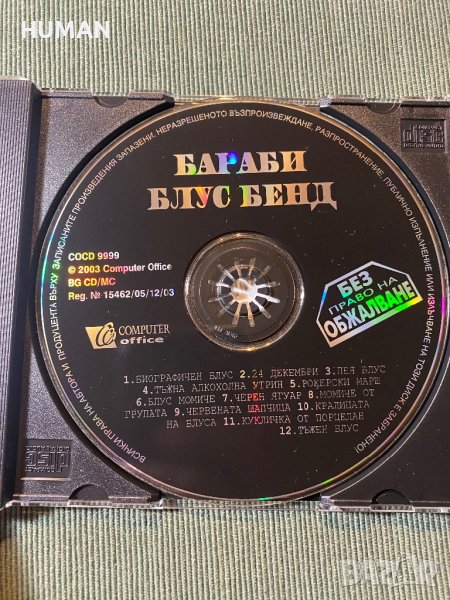 HUMAN
ВСИЧКИ ПРАВА НА АВТОРА И ПРОДУЦЕНТА ВЪРХУ ЗАПИСАНИТЕ ПРОИЗВЕДЕНИЯ ЗАПАЗЕНИ. НЕРАЗРЕШЕНОТО ВЪЗПРОИЗВЕЖДАНЕ, РАЗПРОСТРАНЕНИЕ, ПУБЛИЧНО ИЗПЪЛНЕНИЕ ИЛИ ИЗЛЪЧВАНЕ НА ТОЗИ ДИСК Е ЗАБРАНЕНО!
БАРАБИ
БЛУС БЕНД
COCD 9999
© 2003 Computer Office
BG CD/MC
Reg. № 15462/05/12/03
COMPUTER
office
БЕЗ
ПРАВО НА
ОБЖАЛВАНЕ
1.БИОГРАФИЧЕН БЛУС 2.24 ДЕКЕМВРИ 3.ПЕЯ БЛУС
4.ТЪЖНА АЛКОХОЛНА УТРИН 5.РОКЕРСКИ МАРШ
6.БЛУС МОМИЧЕ 7.ЧЕРЕН ЯГУАР 8.МОМИЧЕ ОТ
ГРУПАТА 9.ЧЕРВЕНАТА ШАПЧИЦА 10.КРАЛИЦАТА
НА БЛУСА 11.КУКЛИЧКА ОТ ПОРЦЕЛАН
12.ТЪЖЕН БЛУС